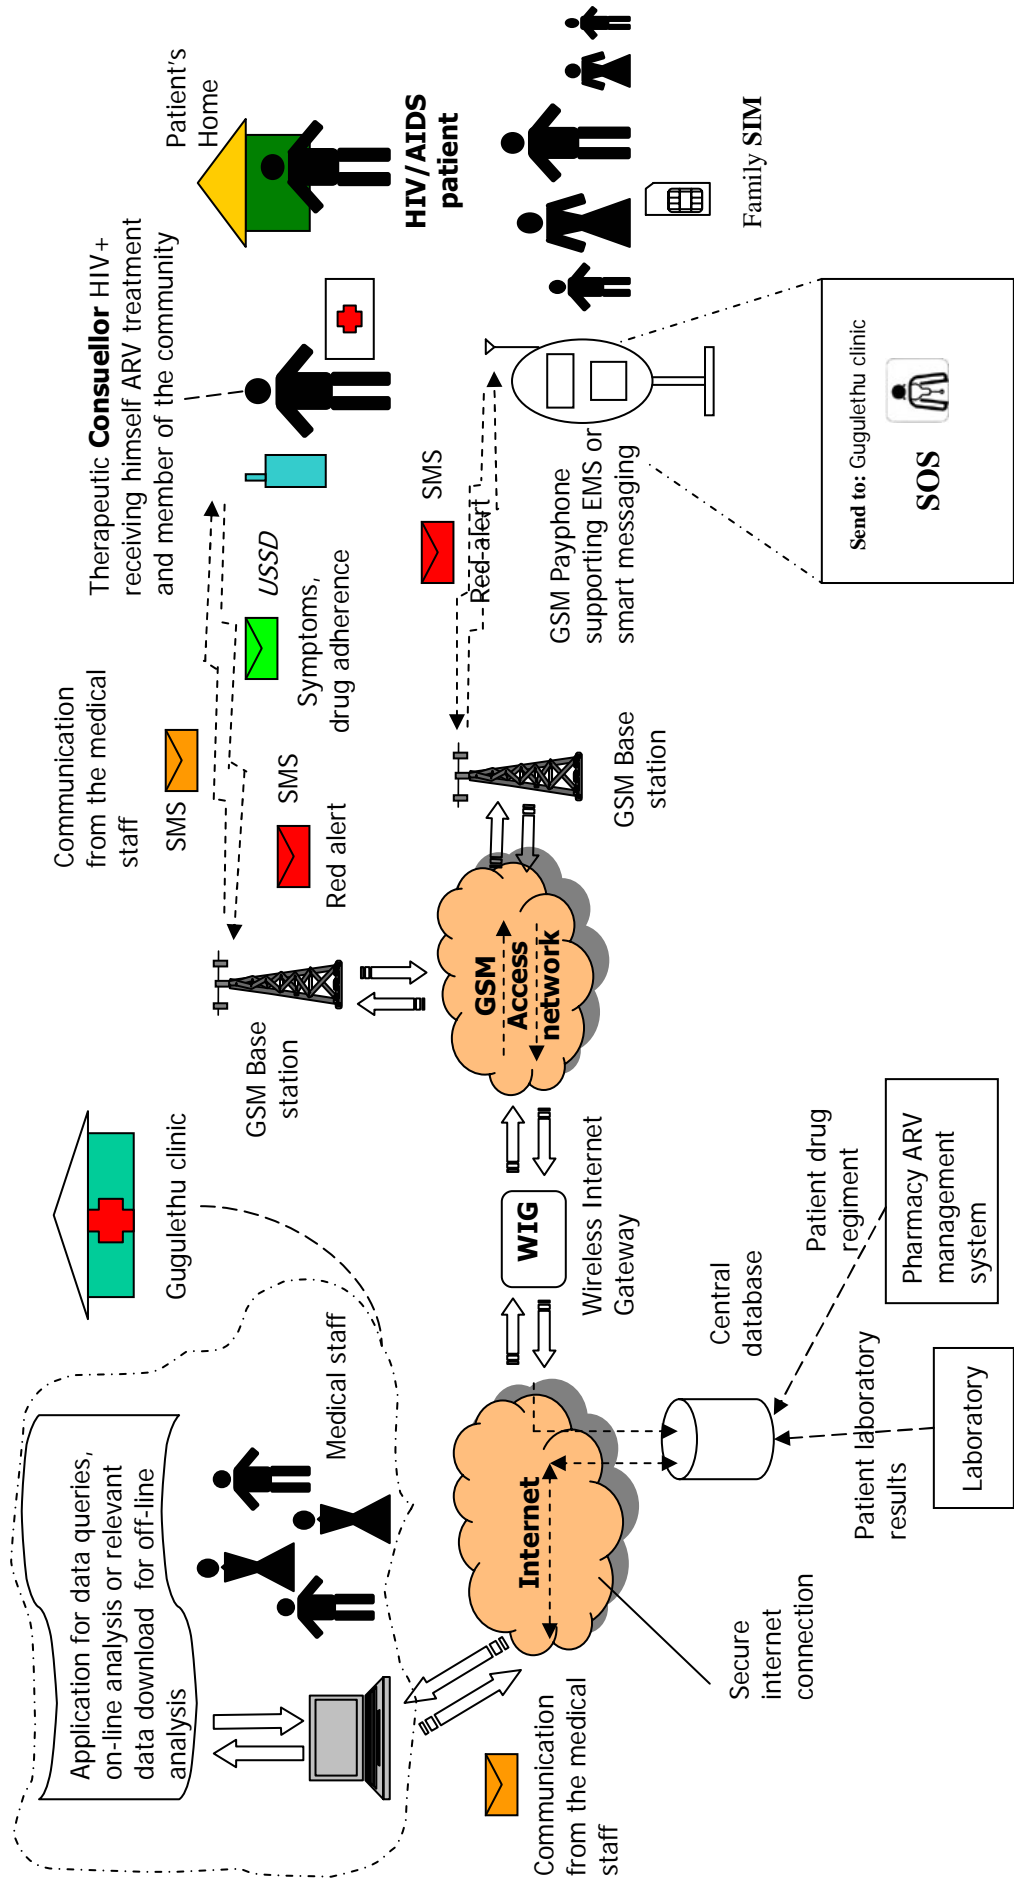 Application for data queries,
on-line analysis or relevant
data download for off-line
analysis
Medical staff
Gugulethu clinic
GSM Base
station
Communication
from the medical
staff
SMS
SMS
Red alert
USSD
Symptoms,
drug adherence
Therapeutic Consuellor HIV+
receiving himself ARV treatment
and member of the community
Patient's
Home
HIV/AIDS
patient
Communication
from the medical
staff
Internet
Secure
internet
connection
WIG
Wireless Internet
Gateway
GSM
Access
network
GSM Base
station
SMS
Red alert
GSM Payphone
supporting EMS or
smart messaging
Family SIM
Central
database
Patient laboratory
results
Laboratory
Patient drug
regiment
Pharmacy ARV
management
system
Send to: Gugulethu clinic
SOS